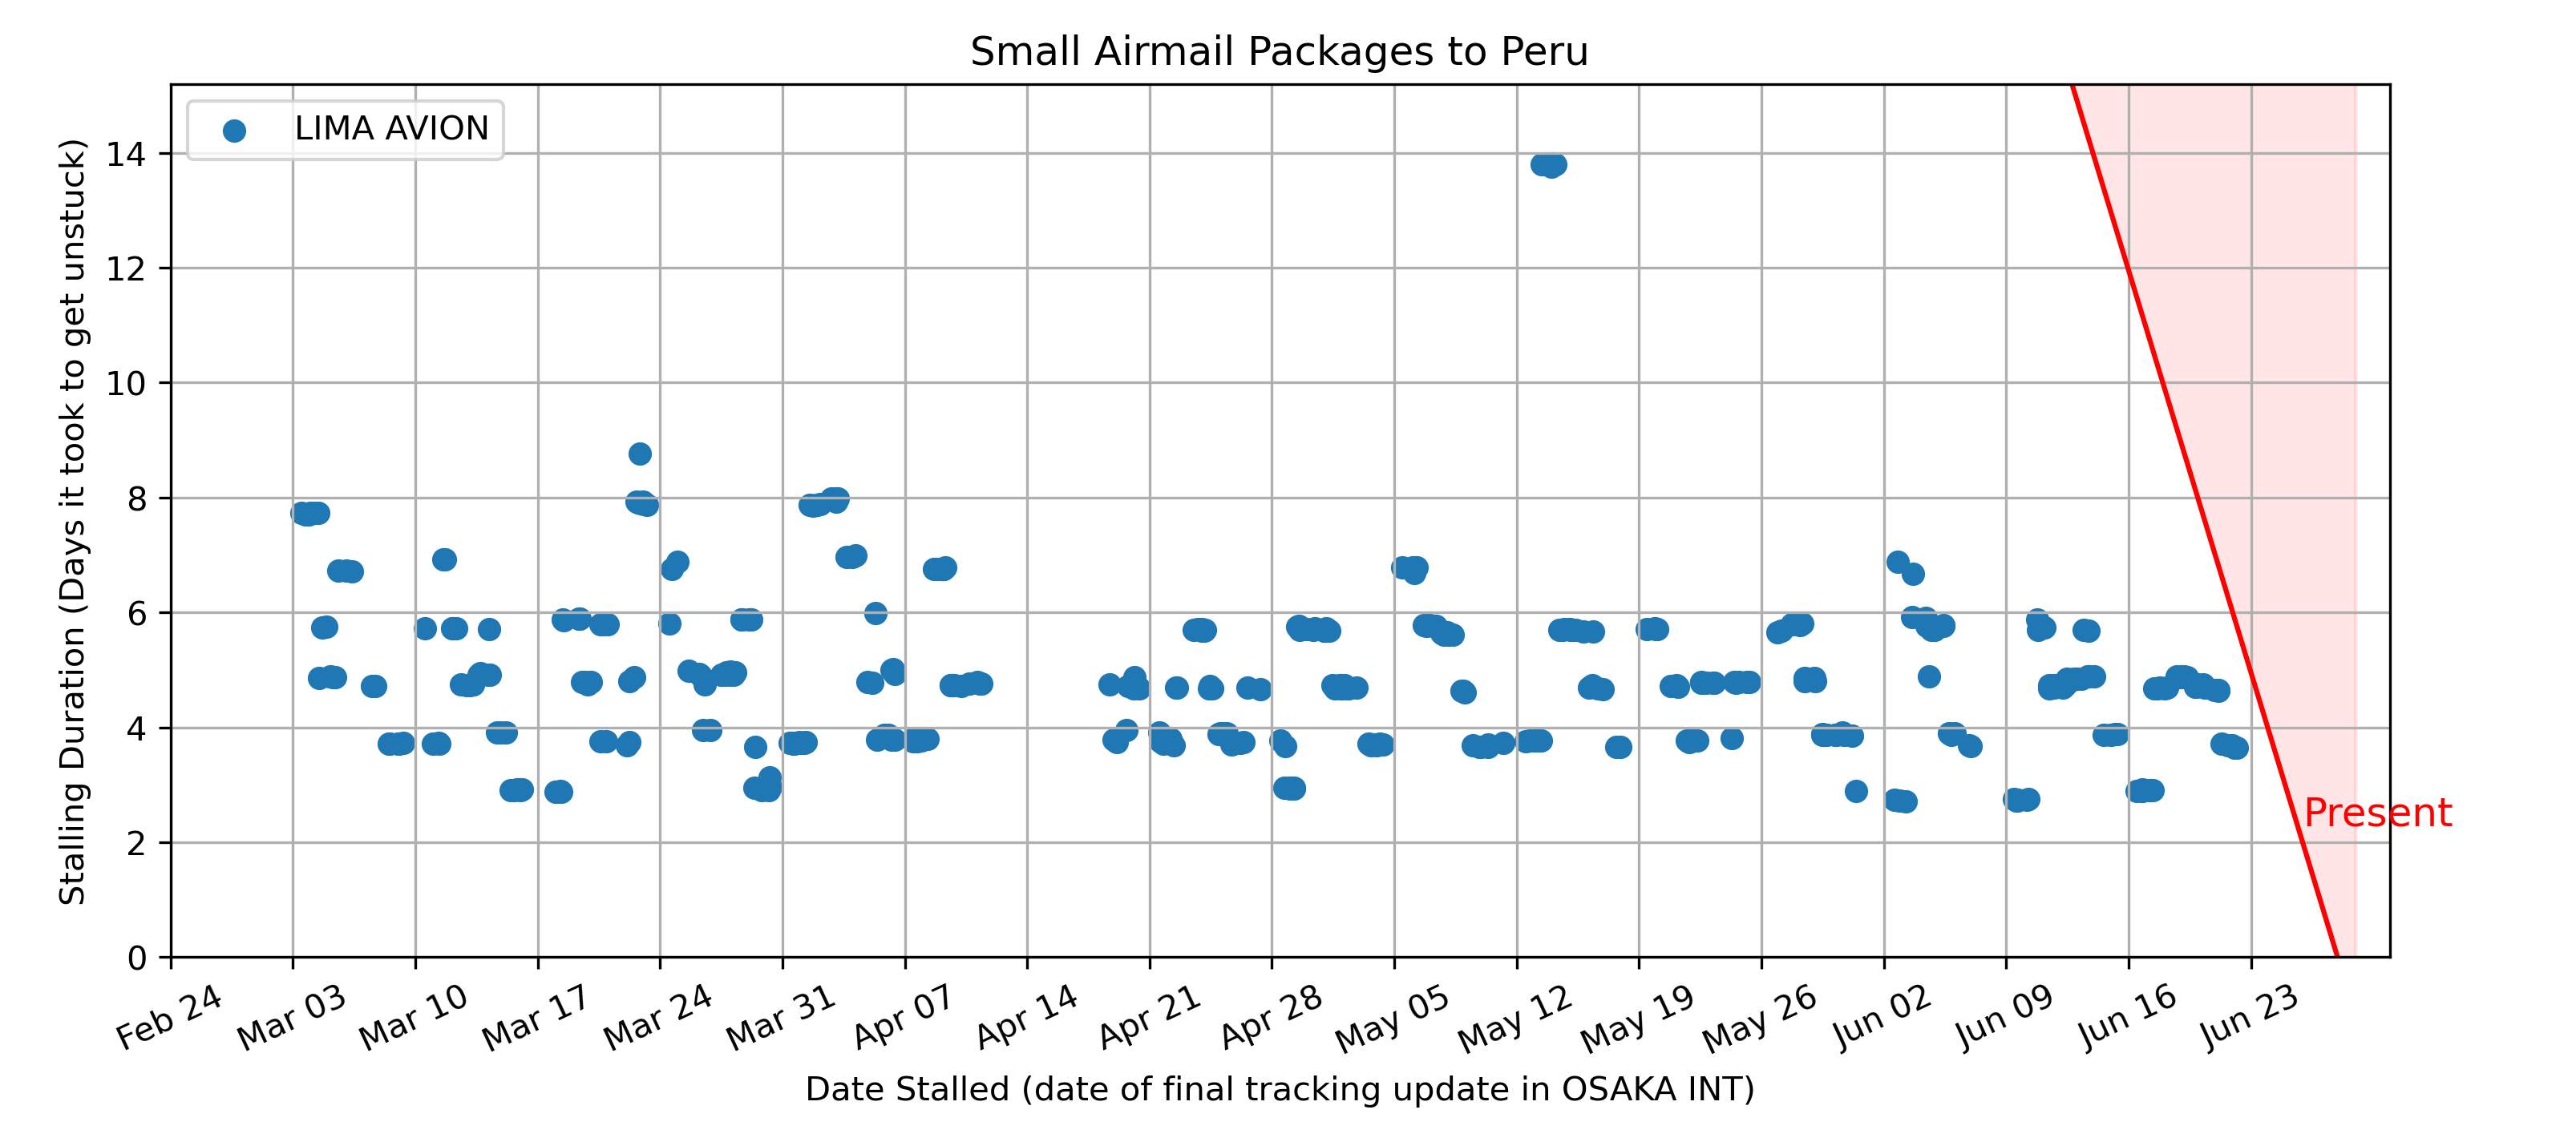 Small Airmail Packages to Peru
LIMA AVION
Stalling Duration (Days it took to get unstuck)
14
12
10
8
6
4
2
0
Present
Feb 24
Mar 03
Mar 10
Mar 17
Mar 24
Mar 31
Apr 07
Apr 14
Apr 21
Apr 28
May 05
May 12
May 19
May 26
Jun 02
Jun 09
Jun 16
Jun 23
Date Stalled (date of final tracking update in OSAKA INT)